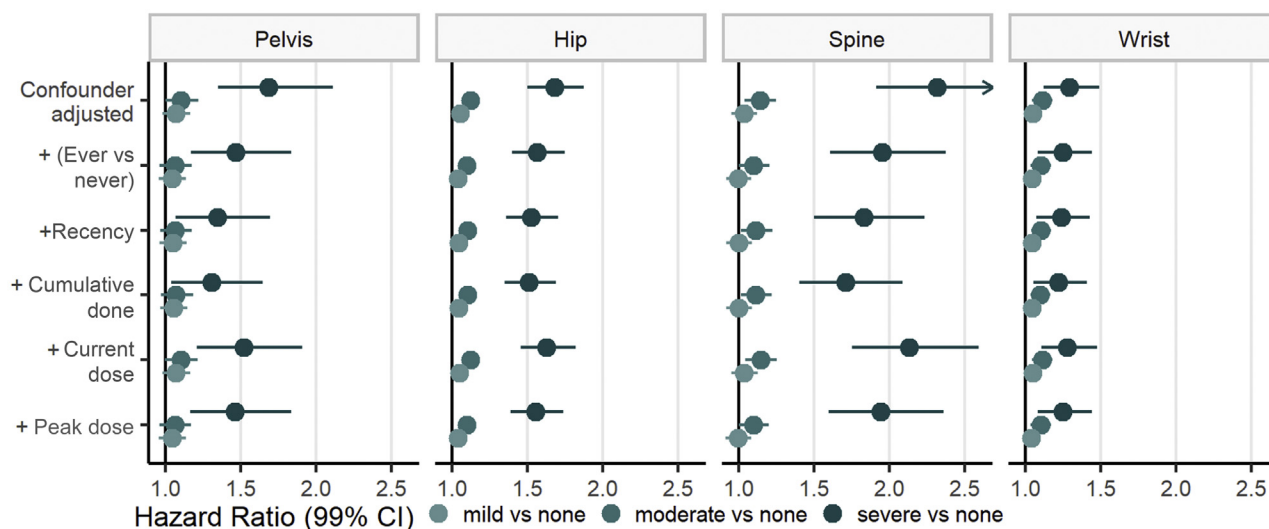 Pelvis Hip Spine Wrist
Confounder
adjusted
+ (Ever vs
never)
+Recency
+ Cumulative
done
+ Current
dose
+ Peak dose
1.0 1.5 2.0 2.5 1.0 1.5 2.0 2.5 1.0 1.5 2.0 2.5 1.0 1.5 2.0 2.5
Hazard Ratio (99% CI) mild vs none moderate vs none severe vs none